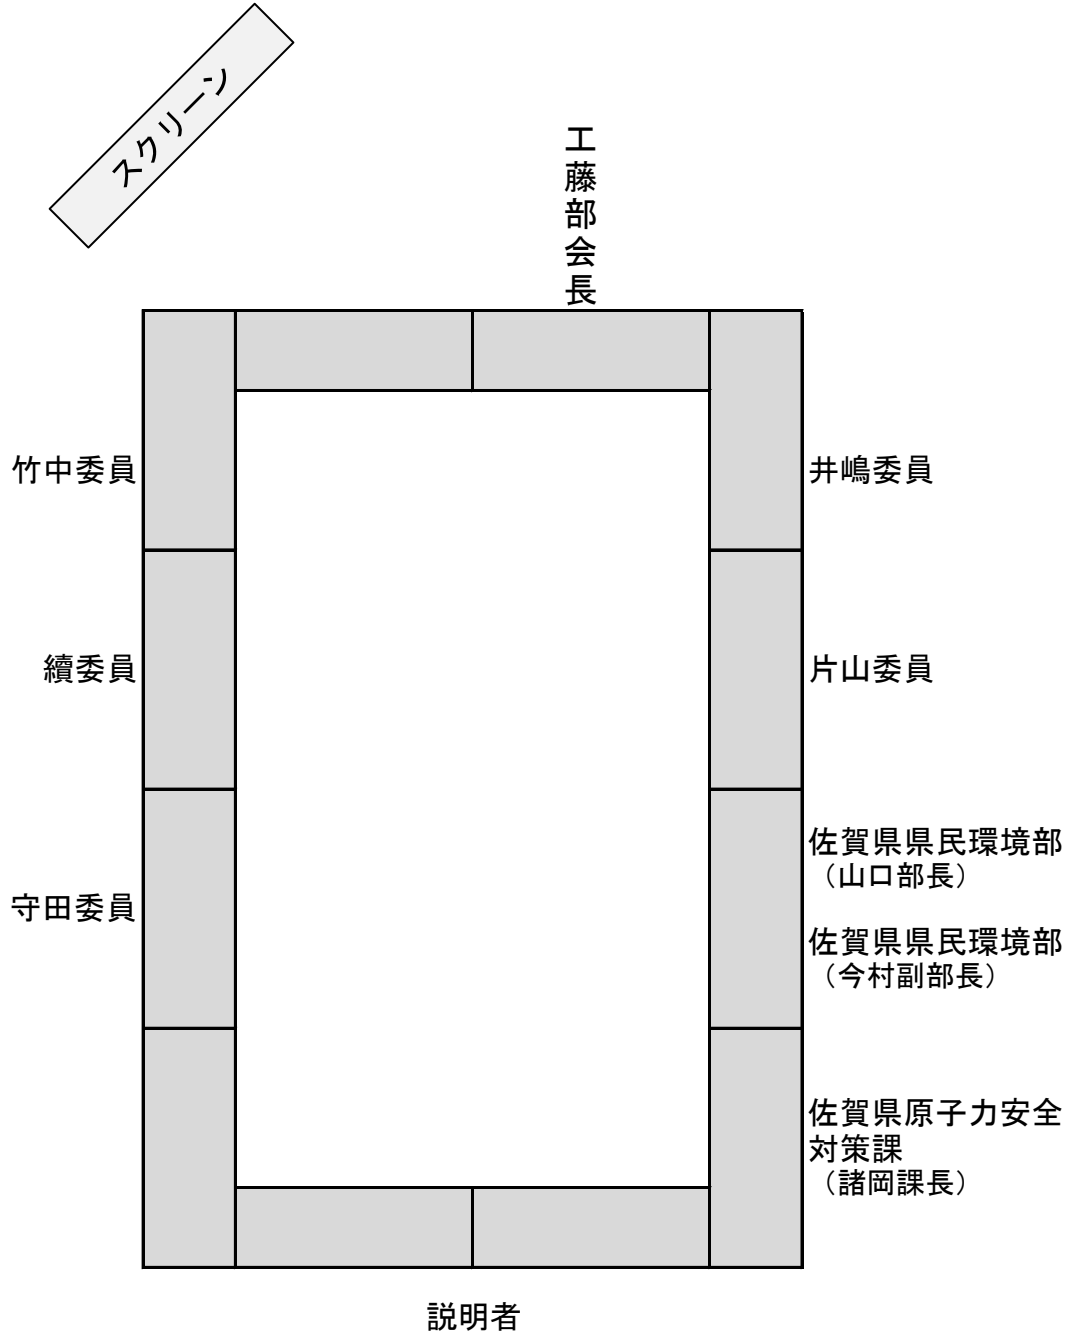 スクリーン
工藤部会長
竹中委員
井嶋委員
續委員
片山委員
佐賀県県民環境部
（山口部長）
守田委員
佐賀県県民環境部
（今村副部長）
佐賀県原子力安全
対策課
（諸岡課長）
説明者